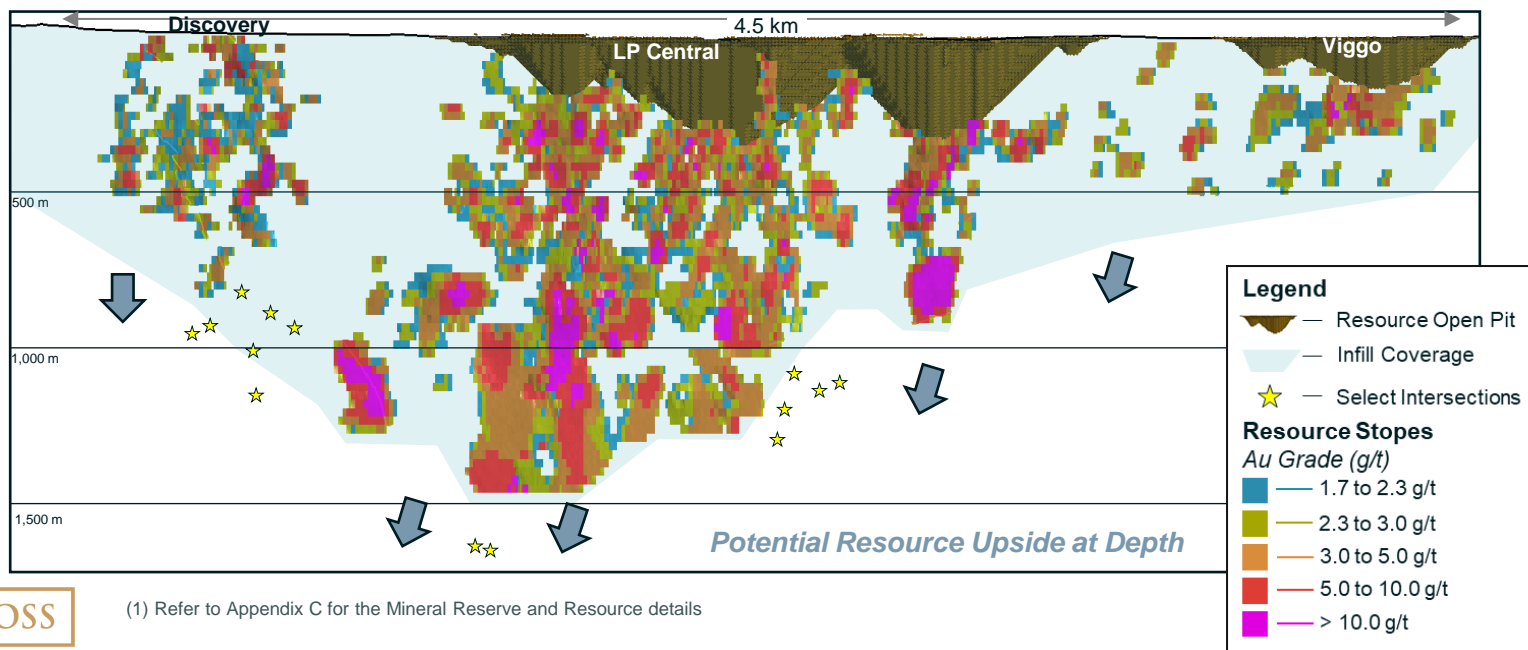 4.5 km
Discovery
LP Central
Viggo
500 m
1,000 m
1,500 m
Potential Resource Upside at Depth
Legend
Resource Open Pit
Infill Coverage
Select Intersections
Resource Stopes
Au Grade (g/t)
1.7 to 2.3 g/t
2.3 to 3.0 g/t
3.0 to 5.0 g/t
5.0 to 10.0 g/t
> 10.0 g/t
OSS
(1) Refer to Appendix C for the Mineral Reserve and Resource details